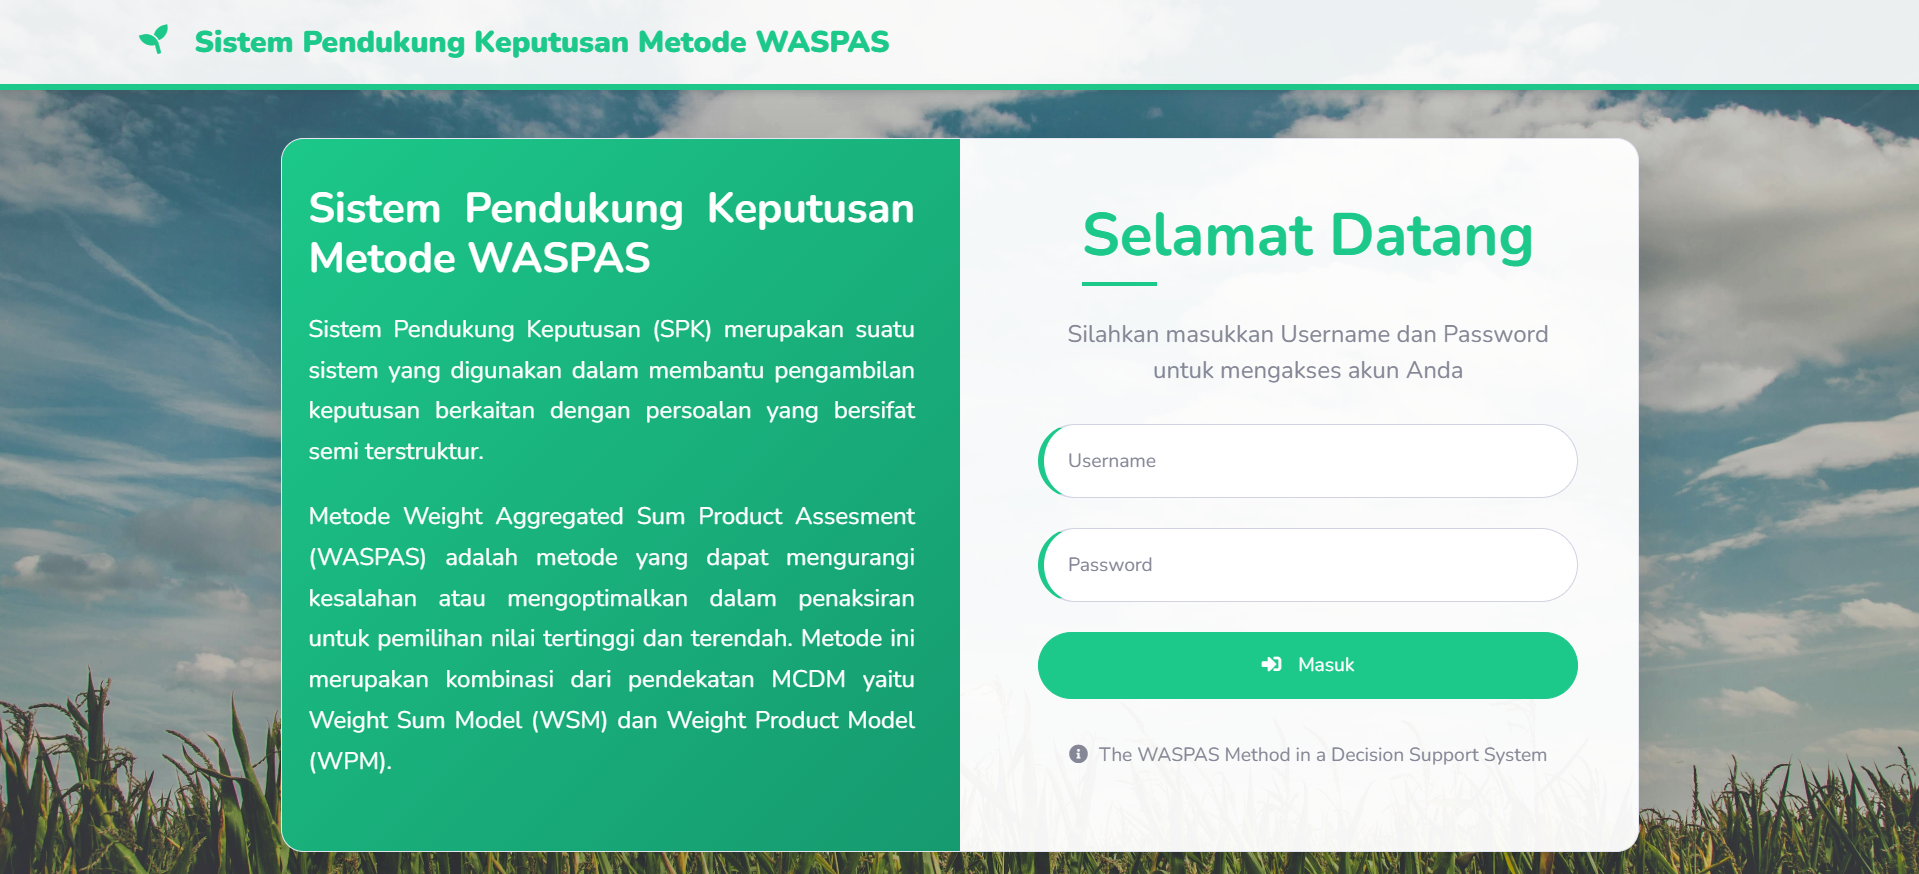 Sistem Pendukung Keputusan Metode WASPAS
Sistem Pendukung Keputusan
Metode WASPAS
Sistem Pendukung Keputusan (SPK) merupakan suatu
sistem yang digunakan dalam membantu pengambilan
keputusan berkaitan dengan persoalan yang bersifat
semi terstruktur.
Metode Weight Aggregated Sum Product Assesment
(WASPAS) adalah metode yang dapat mengurangi
kesalahan atau mengoptimalkan dalam penaksiran
untuk pemilihan nilai tertinggi dan terendah. Metode ini
merupakan kombinasi dari pendekatan MCDM yaitu
Weight Sum Model (WSM) dan Weight Product Model
(WPM).
Selamat Datang
Silahkan masukkan Username dan Password
untuk mengakses akun Anda
Username
Password
Masuk
The WASPAS Method in a Decision Support System